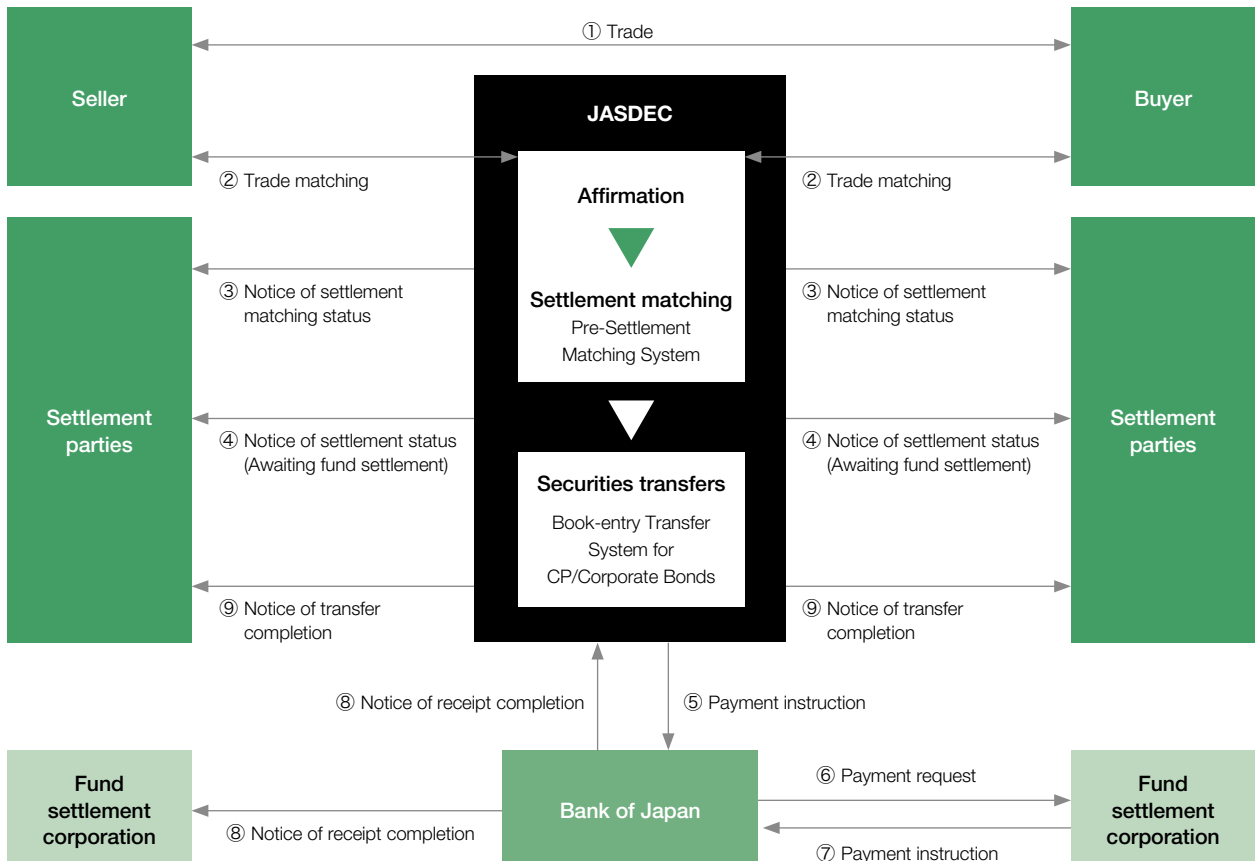 ① Trade
Seller
Buyer
JASDEC
② Trade matching
② Trade matching
Affirmation
③ Notice of settlement
matching status
Settlement matching
Pre-Settlement
Matching System
③ Notice of settlement
matching status
Settlement
parties
④ Notice of settlement status
(Awaiting fund settlement)
④ Notice of settlement status
(Awaiting fund settlement)
Settlement
parties
Securities transfers
Book-entry Transfer
System for
CP/Corporate Bonds
⑨ Notice of transfer
completion
⑨ Notice of transfer
completion
⑧ Notice of receipt completion
⑤ Payment instruction
Fund
settlement
corporation
⑧ Notice of receipt completion
Bank of Japan
⑥ Payment request
⑦ Payment instruction
Fund
settlement
corporation